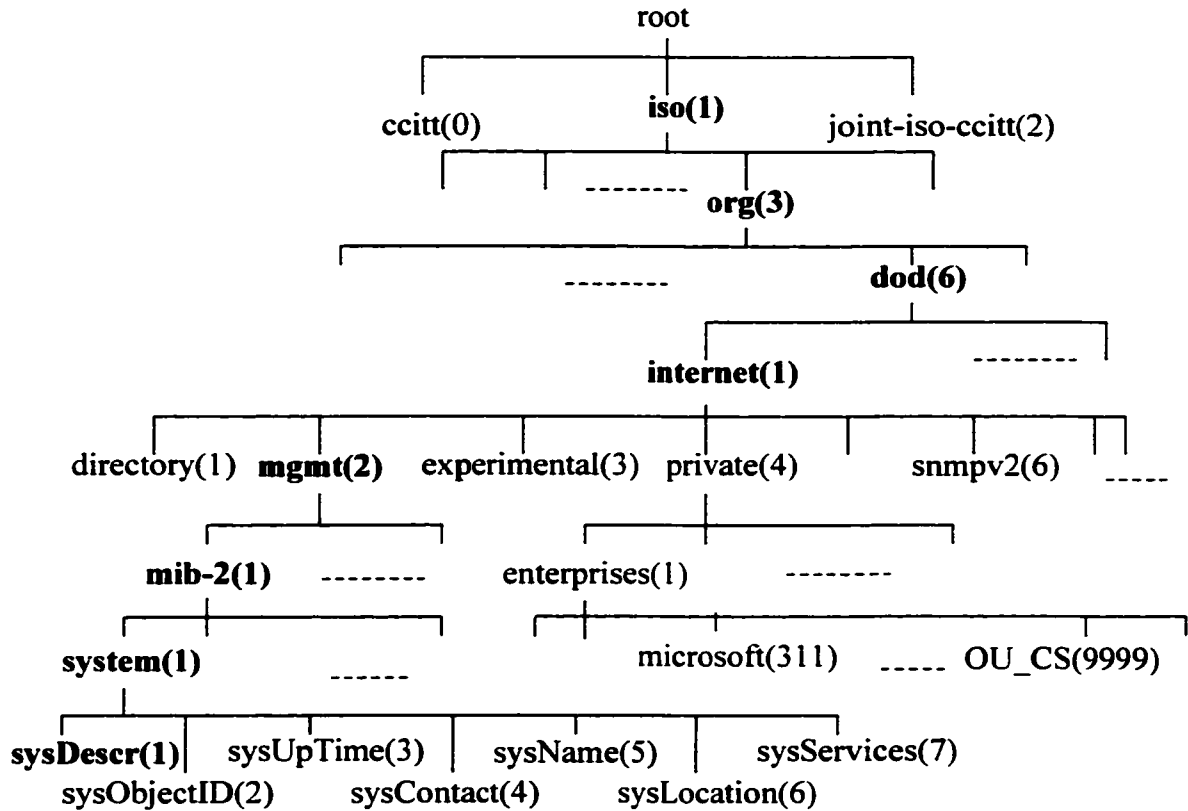 root
ccitt(0) iso(1) joint-iso-ccitt(2)
org(3)
dod(6)
internet(1)
directory(1) mgmt(2) experimental(3) private(4) snmpv2(6)
mib-2(1) enterprises(1)
system(1) microsoft(311) OU_CS(9999)
sysDescr(1) sysUpTime(3) sysName(5) sysServices(7)
sysObjectID(2) sysContact(4) sysLocation(6)